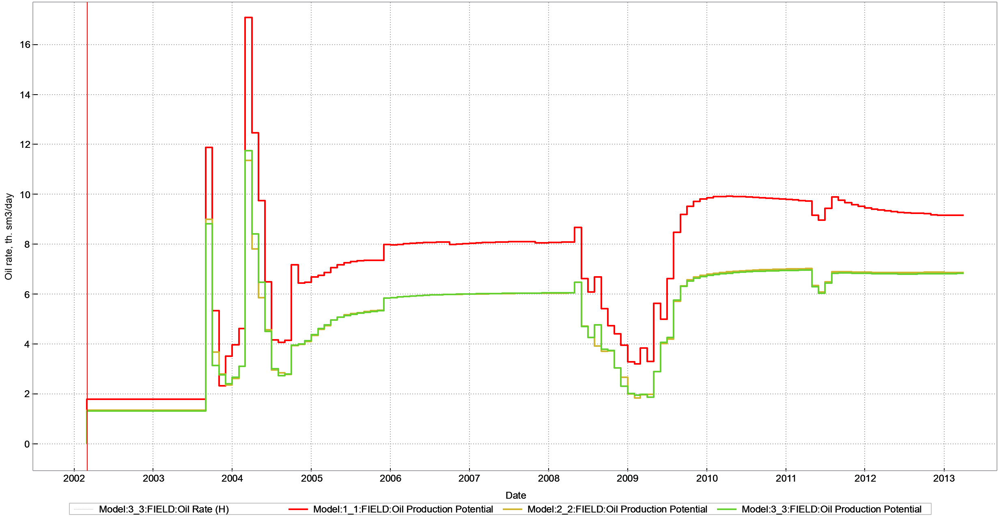 Oil rate, th. sm3/day
16
14
12
10
8
6
4
2
0
2002 2003 2004 2005 2006 2007 2008 2009 2010 2011 2012 2013
Date
Model:3_3:FIELD:Oil Rate (H) Model:1_1:FIELD:Oil Production Potential Model:2_2:FIELD:Oil Production Potential Model:3_3:FIELD:Oil Production Potential